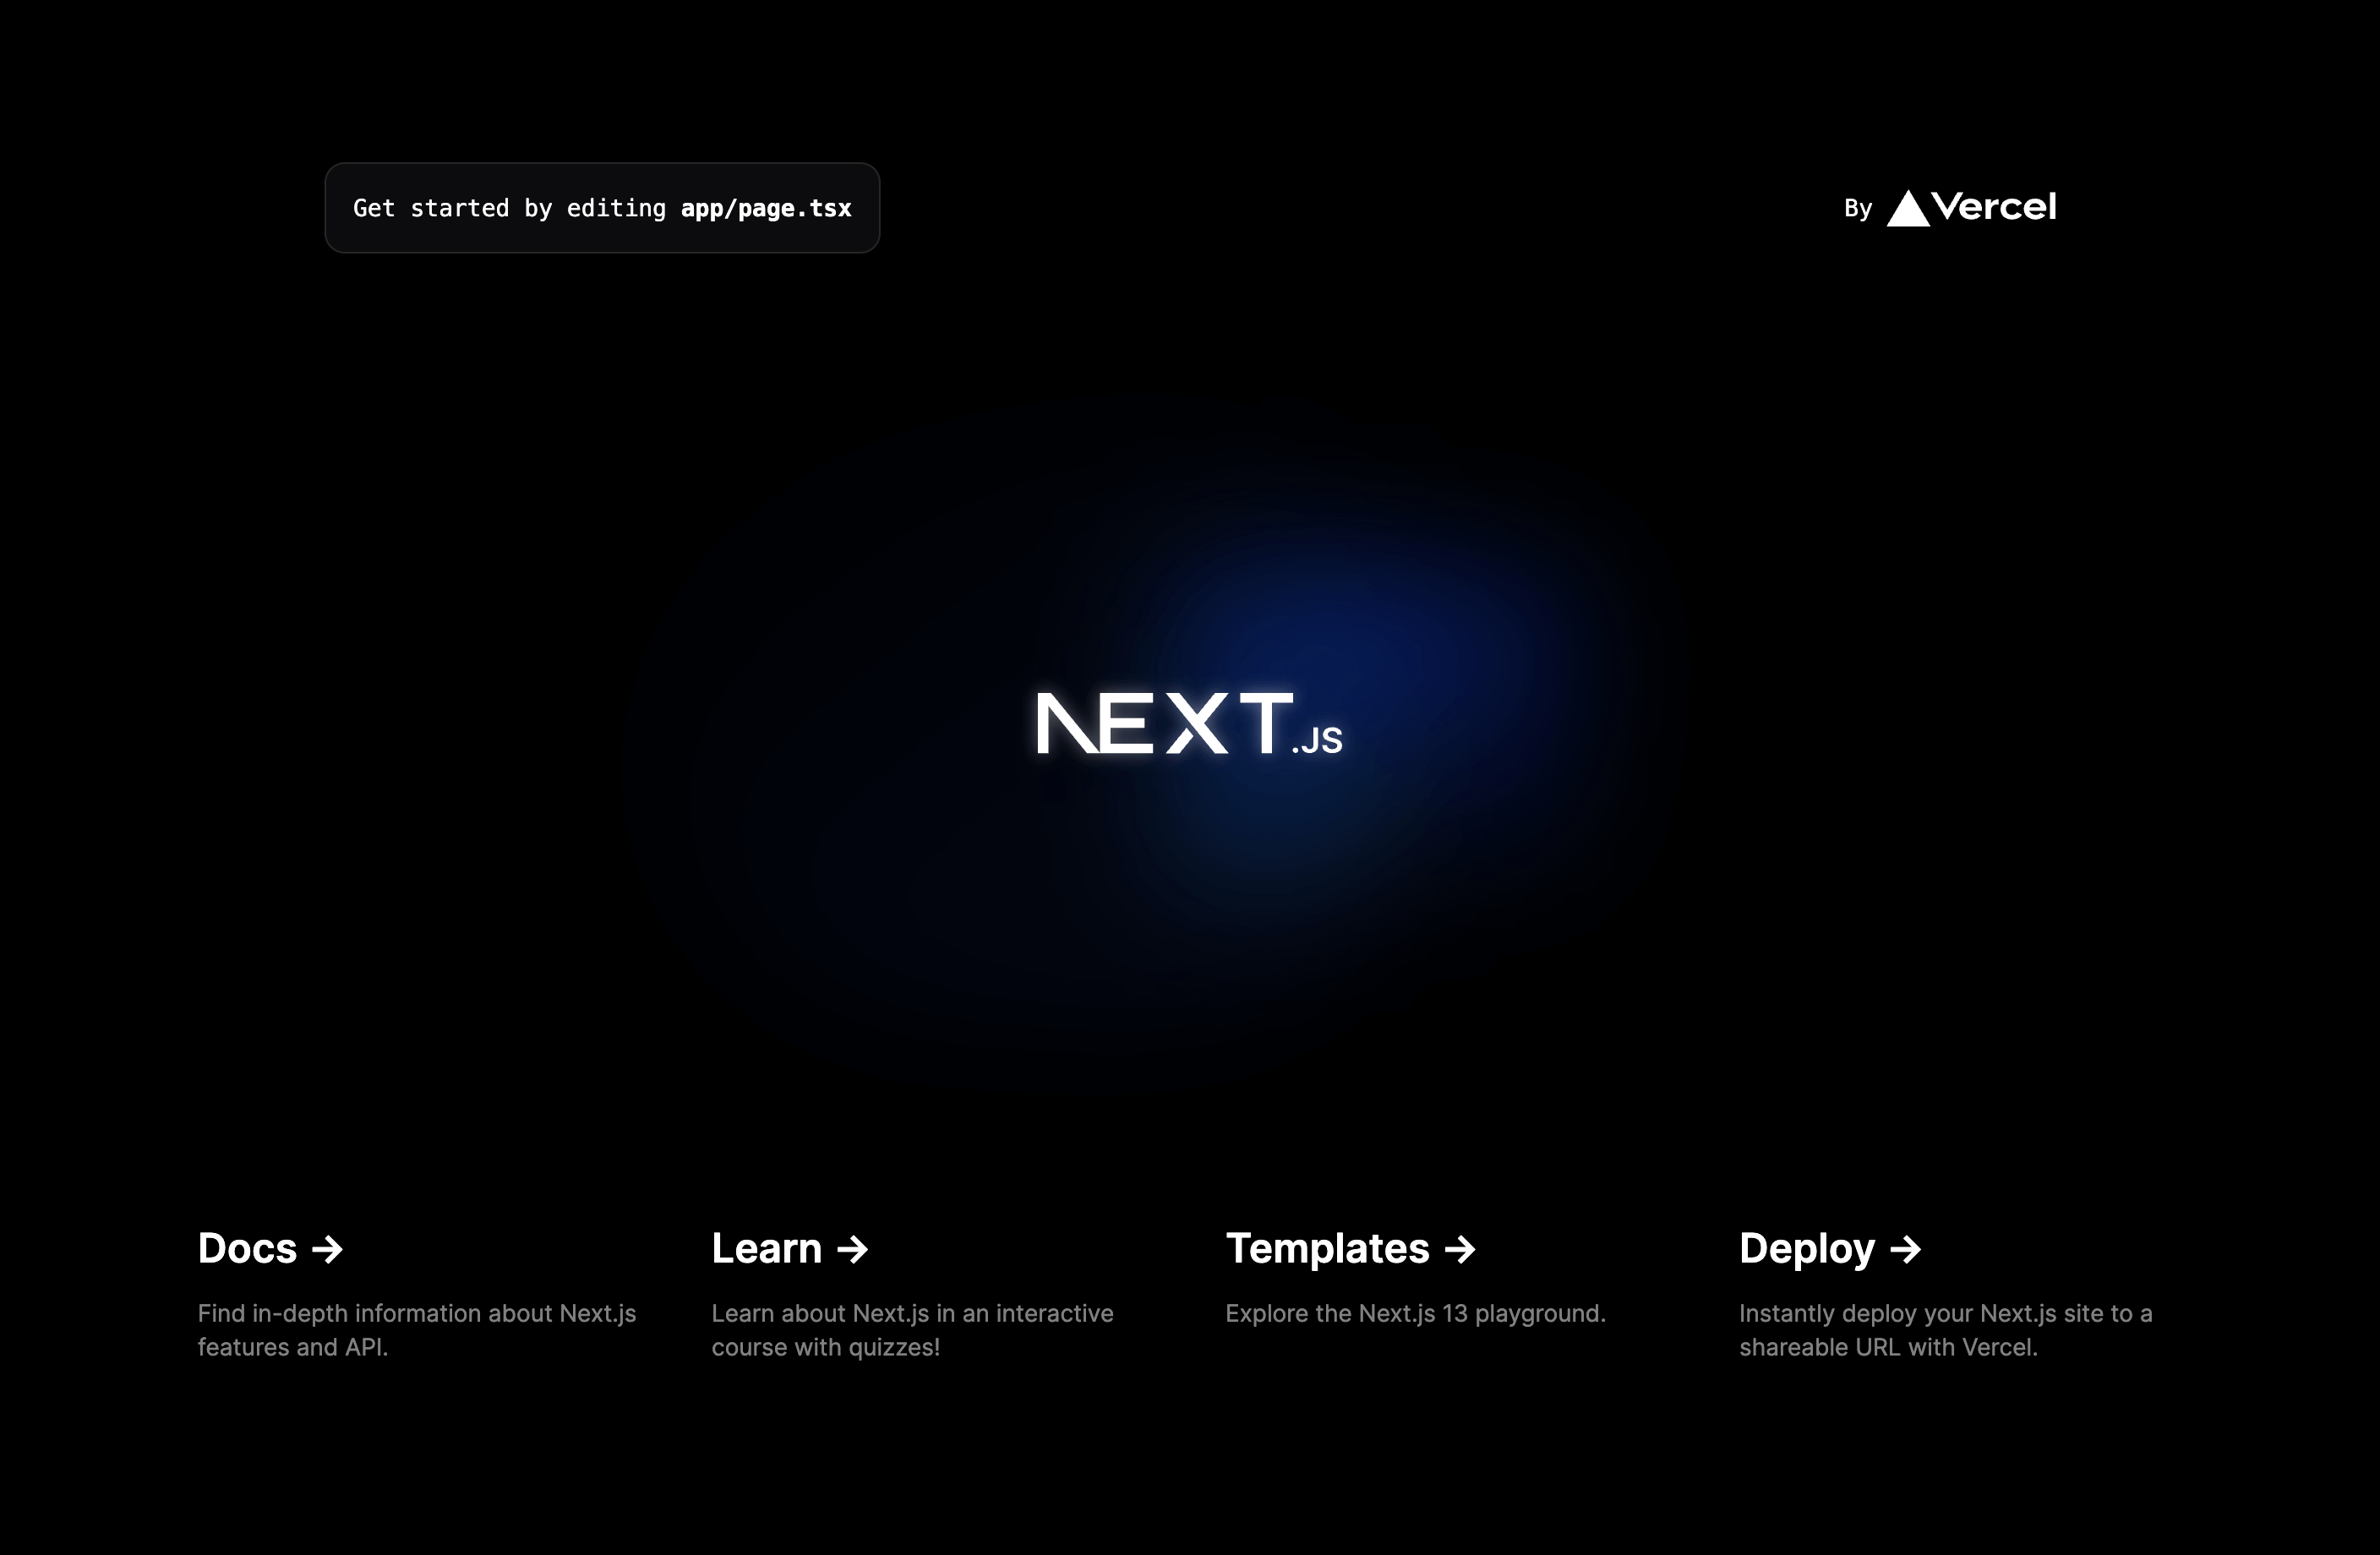 Get started by editing app/page.tsx
By Vercel
NEXT.JS
Docs →
Find in-depth information about Next.js
features and API.
Learn →
Learn about Next.js in an interactive
course with quizzes!
Templates →
Explore the Next.js 13 playground.
Deploy →
Instantly deploy your Next.js site to a
shareable URL with Vercel.